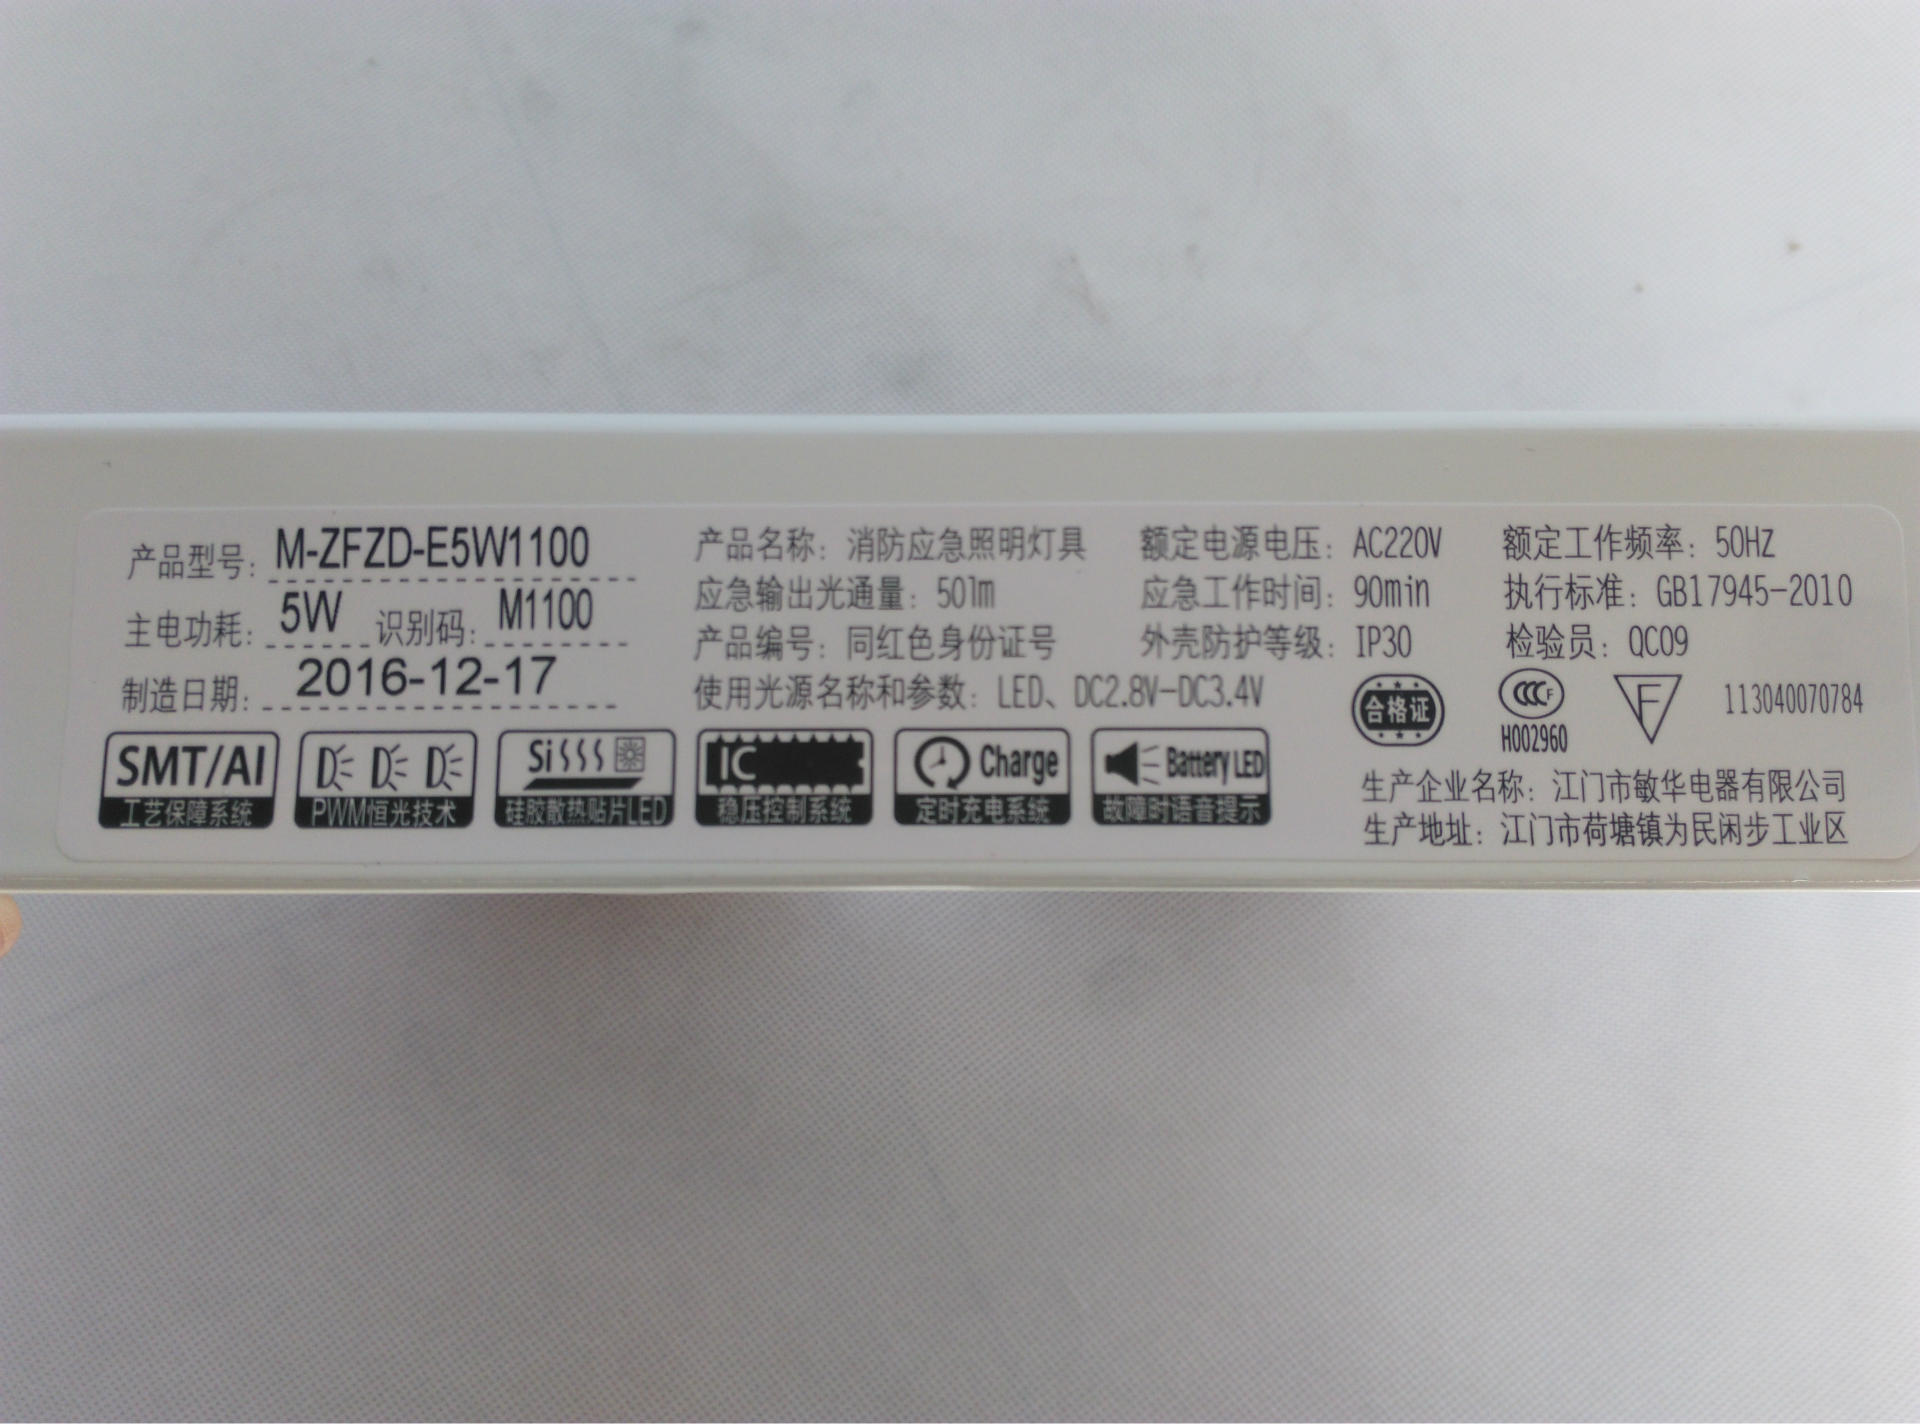 产品型号: M-ZFZD-E5W1100
主电功耗: 5W 识别码: M1100
制造日期: 2016-12-17
产品名称: 消防应急照明灯具
应急输出光通量: 50lm
产品编号: 同红色身份证号
使用光源名称和参数: LED、DC2.8V-DC3.4V
额定电源电压: AC220V
应急工作时间: 90min
外壳防护等级: IP30
额定工作频率: 50Hz
执行标准: GB17945-2010
检验员: QC09
SMT/AI
工艺保障系统
PWM恒光技术
Si
硅胶散热贴片LED
IC
稳压控制系统
Charge
定时充电系统
Battery LED
故障时语音提示
合格证
CCC F
H002960
F
113040070784
生产企业名称: 江门市敏华电器有限公司
生产地址: 江门市荷塘镇为民闲步工业区